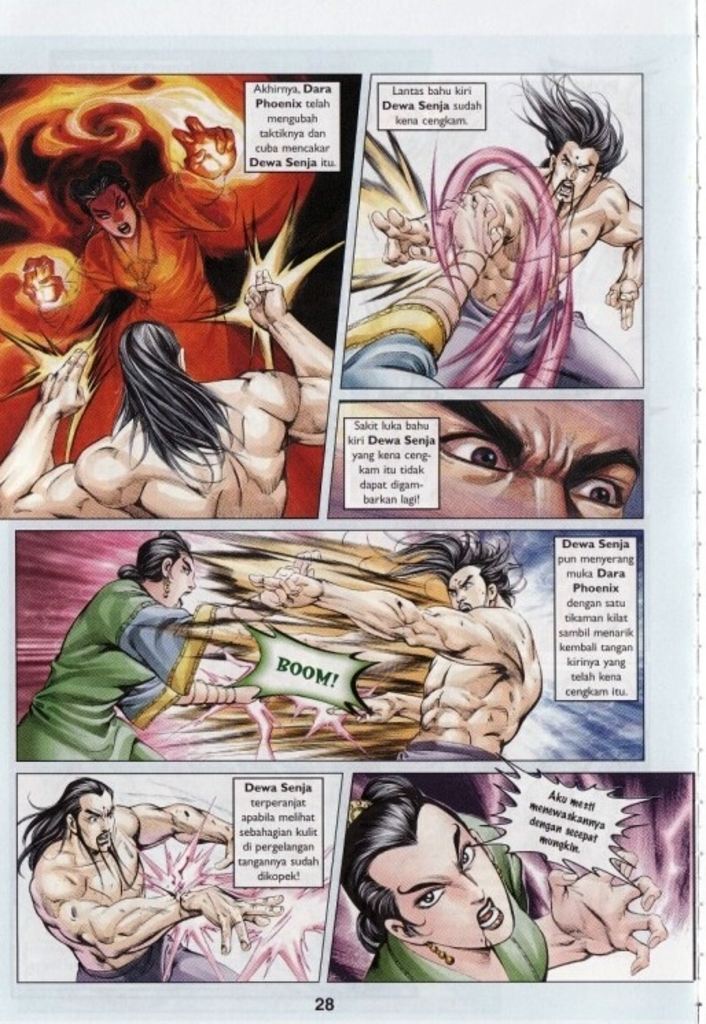 Akhirnya, Dara
Phoenix telah
mengubah
taktiknya dan
cuba mencakar
Dewa Senja itu.
Lantas bahu kiri
Dewa Senja sudah
kena cengkam.
Sakit luka bahu
kiri Dewa Senja
yang kena ceng-
kam itu tidak
dapat digam-
barkan lagi!
BOOM!
Dewa Senja
pun menyerang
muka Dara
Phoenix
dengan satu
tikaman kilat
sambil menarik
kembali tangan
kirinya yang
telah kena
cengkam itu.
Dewa Senja
terperanjat
apabila melihat
sebahagian kulit
di pergelangan
tangannya sudah
dikopek!
Aku mesti
menewaskannya
dengan secepat
mungkin.
28